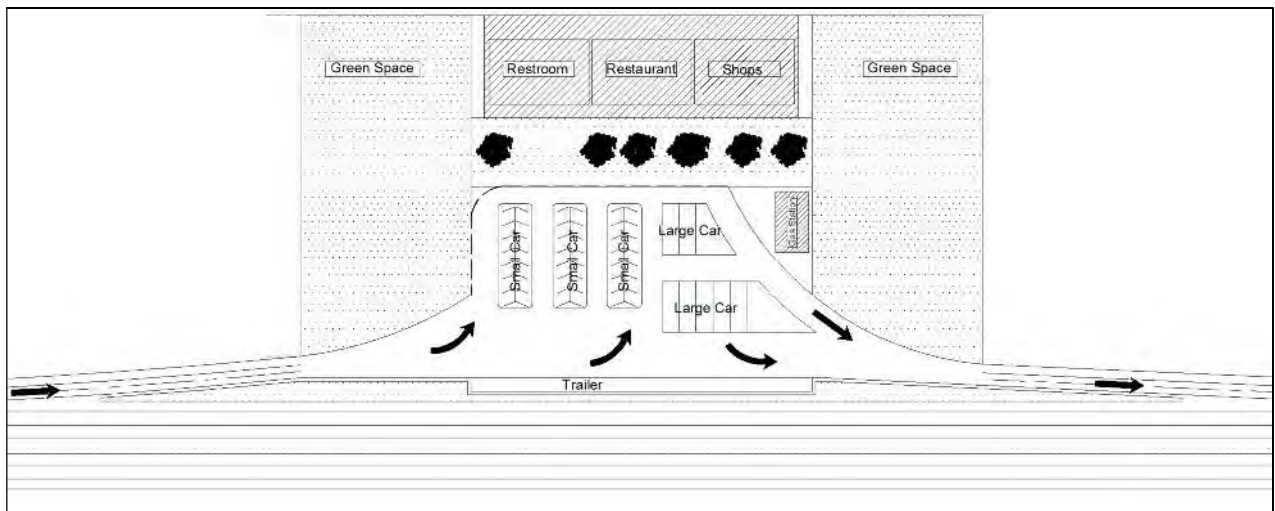 Green Space
Restroom
Restaurant
Shops
Green Space
Small Car
Small Car
Small Car
Large Car
Gas Station
Large Car
Trailer